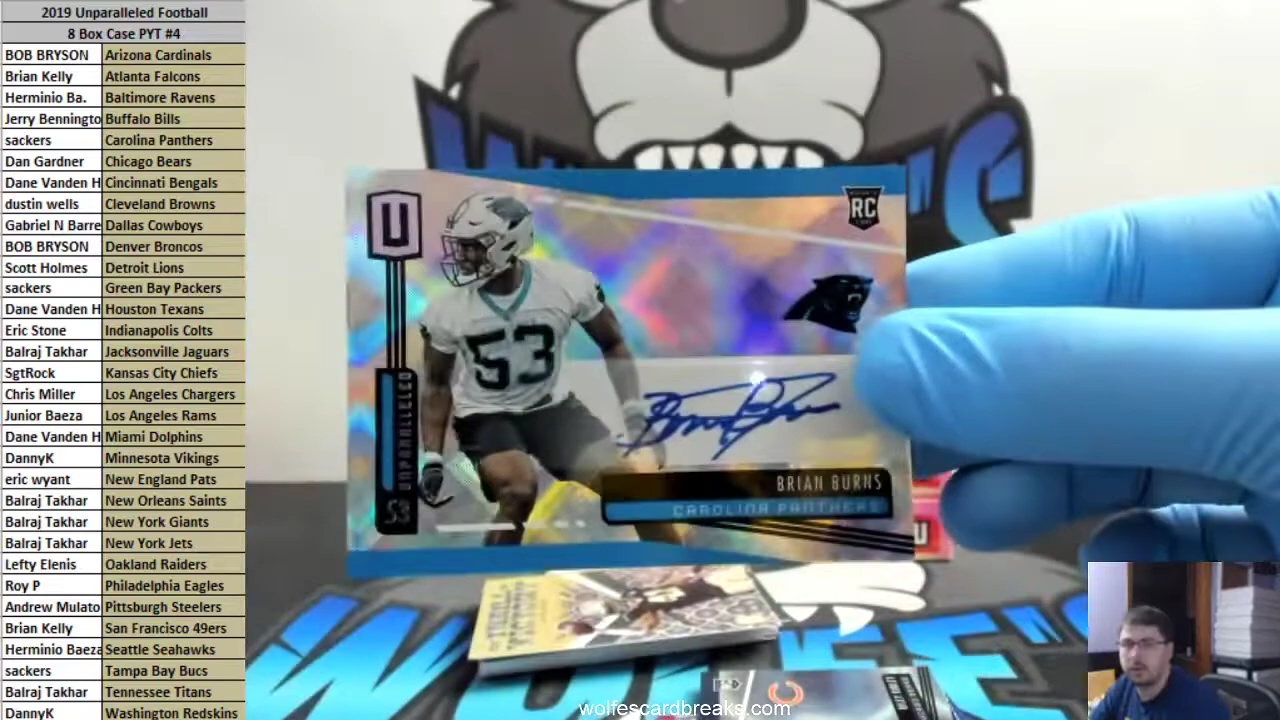 2019 Unparalleled Football
8 Box Case PYT #4
BOB BRYSON Arizona Cardinals
Brian Kelly Atlanta Falcons
Herminio Ba. Baltimore Ravens
Jerry Benningto Buffalo Bills
sackers Carolina Panthers
Dan Gardner Chicago Bears
Dane Vanden H Cincinnati Bengals
dustin wells Cleveland Browns
Gabriel N Barre Dallas Cowboys
BOB BRYSON Denver Broncos
Scott Holmes Detroit Lions
sackers Green Bay Packers
Dane Vanden H Houston Texans
Eric Stone Indianapolis Colts
Balraj Takhar Jacksonville Jaguars
SgtRock Kansas City Chiefs
Chris Miller Los Angeles Chargers
Junior Baeza Los Angeles Rams
Dane Vanden H Miami Dolphins
DannyK Minnesota Vikings
eric wyant New England Pats
Balraj Takhar New Orleans Saints
Balraj Takhar New York Giants
Balraj Takhar New York Jets
Lefty Elenis Oakland Raiders
Roy P Philadelphia Eagles
Andrew Mulato Pittsburgh Steelers
Brian Kelly San Francisco 49ers
Herminio Baeza Seattle Seahawks
sackers Tampa Bay Bucs
Balraj Takhar Tennessee Titans
DannyK Washington Redskins
U
RC
53
UNPARALLELED
53
BRIAN BURNS
CAROLINA PANTHERS
U
wolfescardbreaks.com